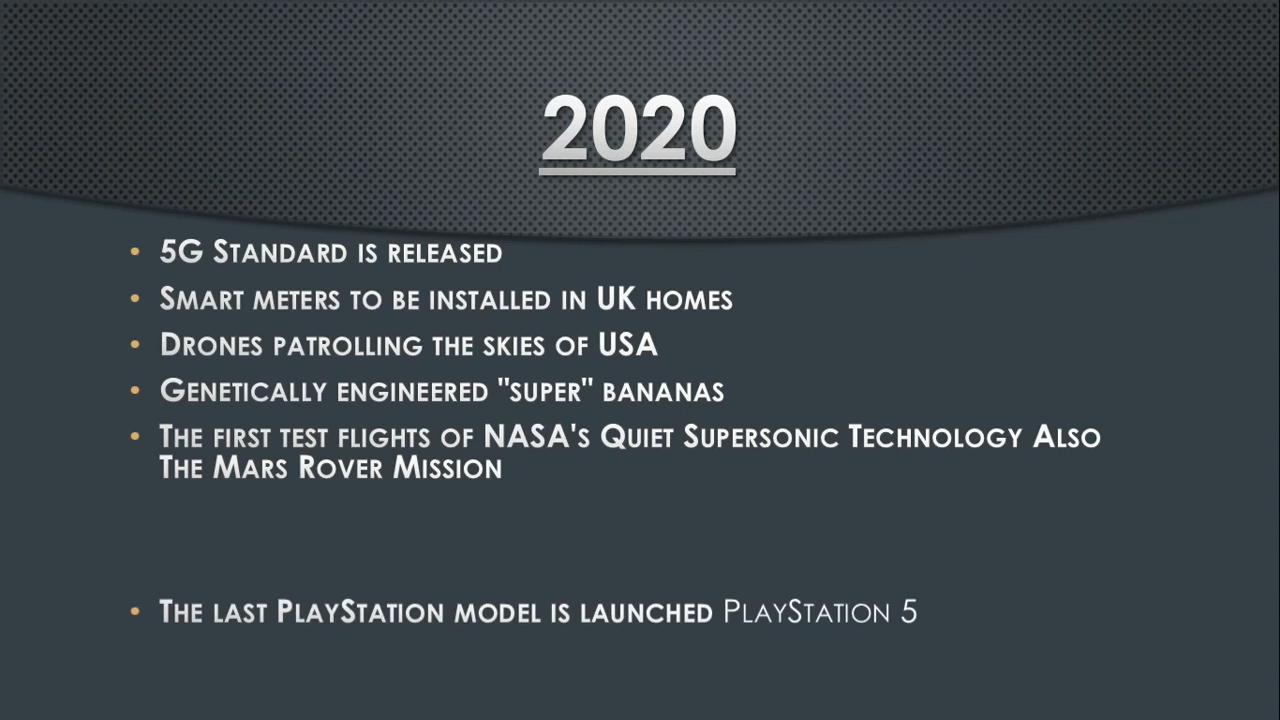 2020
• 5G Standard is released
• Smart meters to be installed in UK homes
• Drones patrolling the skies of USA
• Genetically engineered "super" bananas
• The first test flights of NASA's Quiet Supersonic Technology Also
The Mars Rover Mission
• The last PlayStation model is launched PlayStation 5